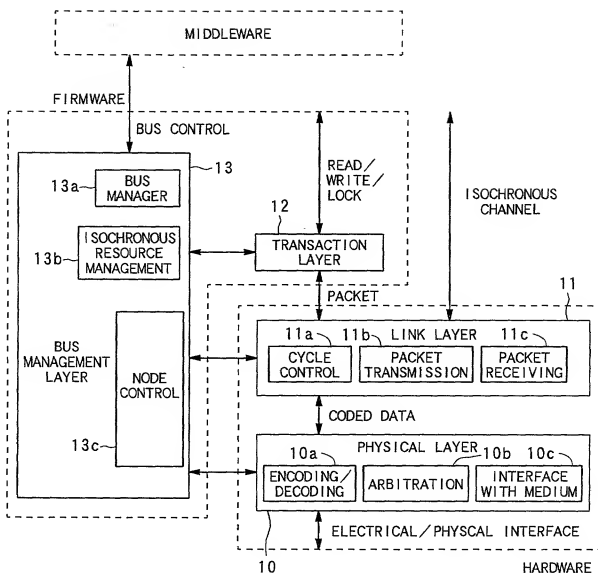 MIDDLEWARE
FIRMWARE
BUS CONTROL
13
13a
BUS
MANAGER
READ/
WRITE/
LOCK
ISOCHRONOUS
CHANNEL
12
13b
ISOCHRONOUS
RESOURCE
MANAGEMENT
TRANSACTION
LAYER
PACKET
11
11a
11b
LINK LAYER
11c
CYCLE
CONTROL
PACKET
TRANSMISSION
PACKET
RECEIVING
BUS
MANAGEMENT
LAYER
NODE
CONTROL
13c
CODED DATA
PHYSICAL LAYER
10a
10b
10c
ENCODING/
DECODING
ARBITRATION
INTERFACE
WITH MEDIUM
ELECTRICAL/PHYSCAL INTERFACE
10
HARDWARE